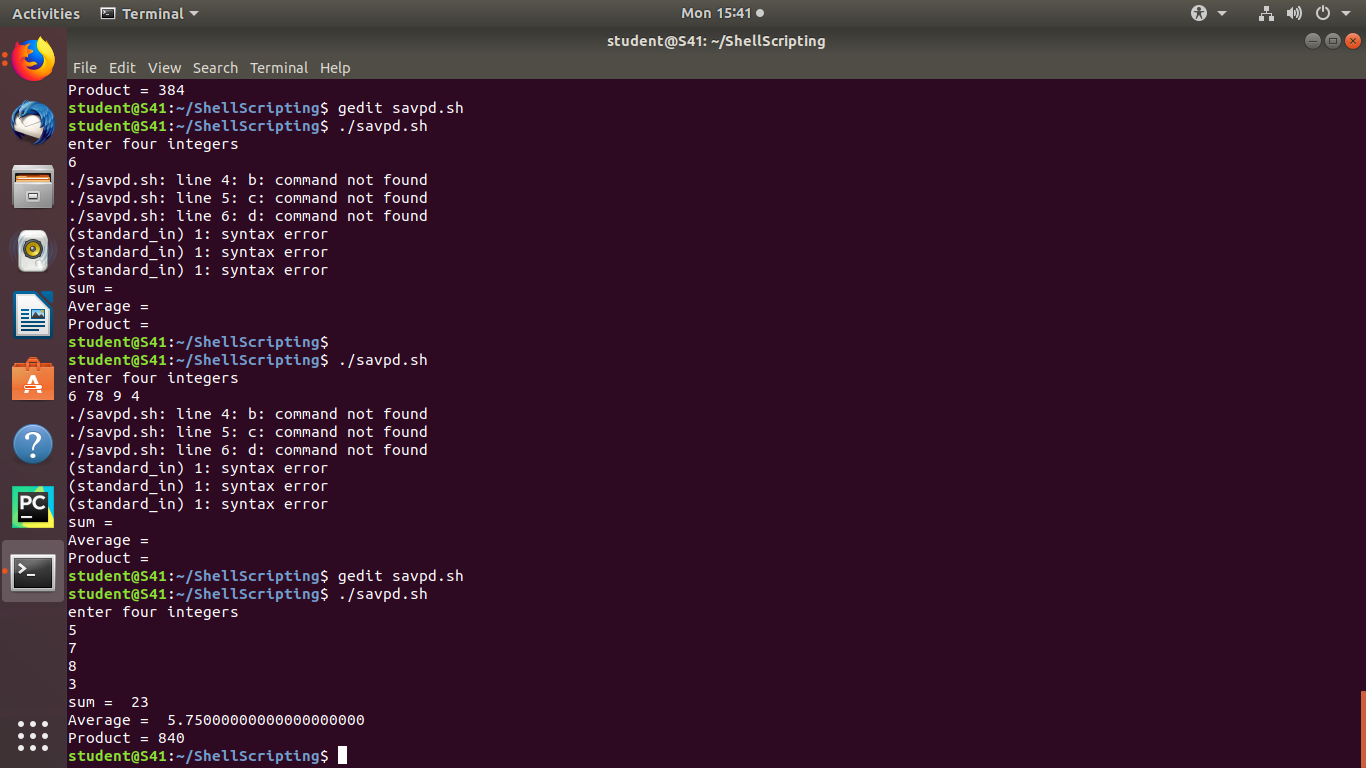 Activities Terminal Mon 15:41
student@S41: ~/ShellScripting
File Edit View Search Terminal Help
Product = 384
student@S41:~/ShellScripting$ gedit savpd.sh
student@S41:~/ShellScripting$ ./savpd.sh
enter four integers
6
./savpd.sh: line 4: b: command not found
./savpd.sh: line 5: c: command not found
./savpd.sh: line 6: d: command not found
(standard_in) 1: syntax error
(standard_in) 1: syntax error
(standard_in) 1: syntax error
sum =
Average =
Product =
student@S41:~/ShellScripting$
student@S41:~/ShellScripting$ ./savpd.sh
enter four integers
6 78 9 4
./savpd.sh: line 4: b: command not found
./savpd.sh: line 5: c: command not found
./savpd.sh: line 6: d: command not found
(standard_in) 1: syntax error
(standard_in) 1: syntax error
(standard_in) 1: syntax error
sum =
Average =
Product =
student@S41:~/ShellScripting$ gedit savpd.sh
student@S41:~/ShellScripting$ ./savpd.sh
enter four integers
5
7
8
3
sum =  23
Average =  5.75000000000000000000
Product = 840
student@S41:~/ShellScripting$
PC